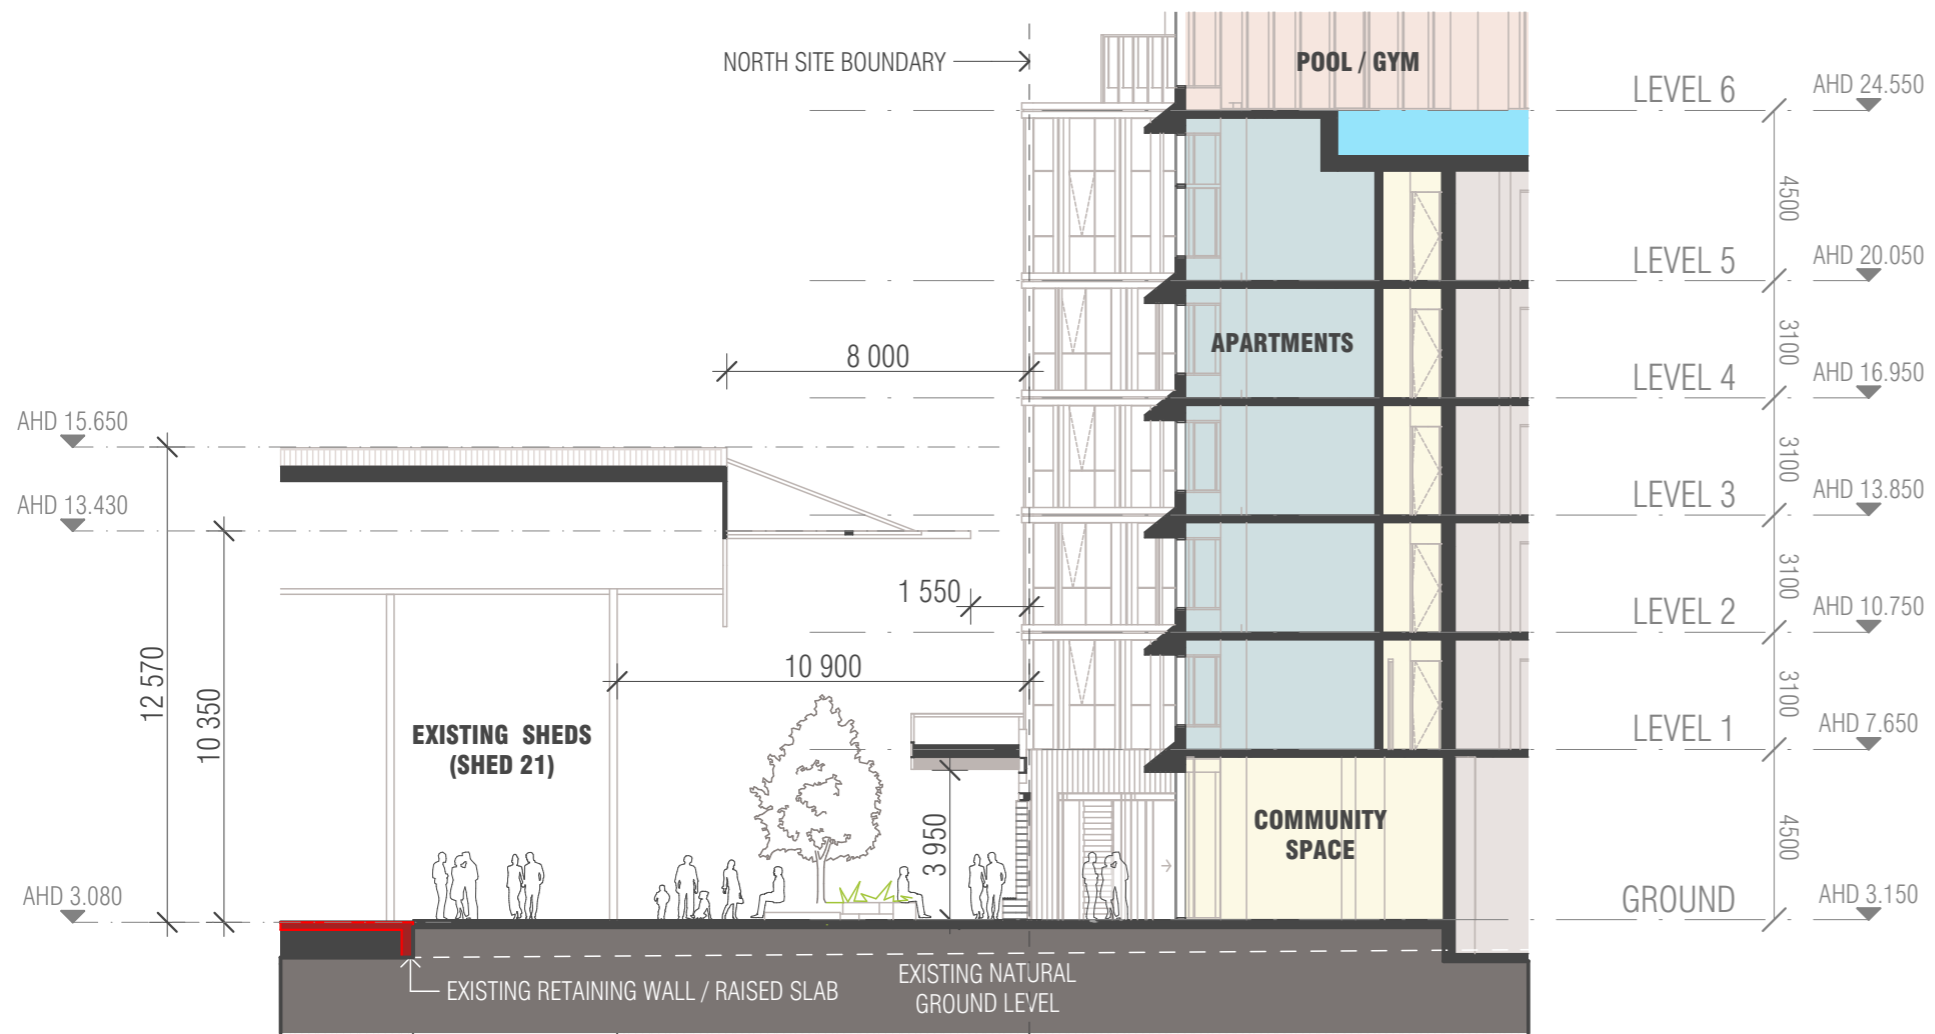 NORTH SITE BOUNDARY
POOL / GYM
LEVEL 6
AHD 24.550
4500
LEVEL 5
AHD 20.050
APARTMENTS
3100
8 000
LEVEL 4
AHD 16.950
AHD 15.650
3100
AHD 13.430
LEVEL 3
AHD 13.850
3100
1 550
LEVEL 2
AHD 10.750
12 570
10 350
10 900
3100
EXISTING SHEDS
(SHED 21)
LEVEL 1
AHD 7.650
3 950
COMMUNITY
SPACE
4500
AHD 3.080
GROUND
AHD 3.150
EXISTING RETAINING WALL / RAISED SLAB
EXISTING NATURAL
GROUND LEVEL